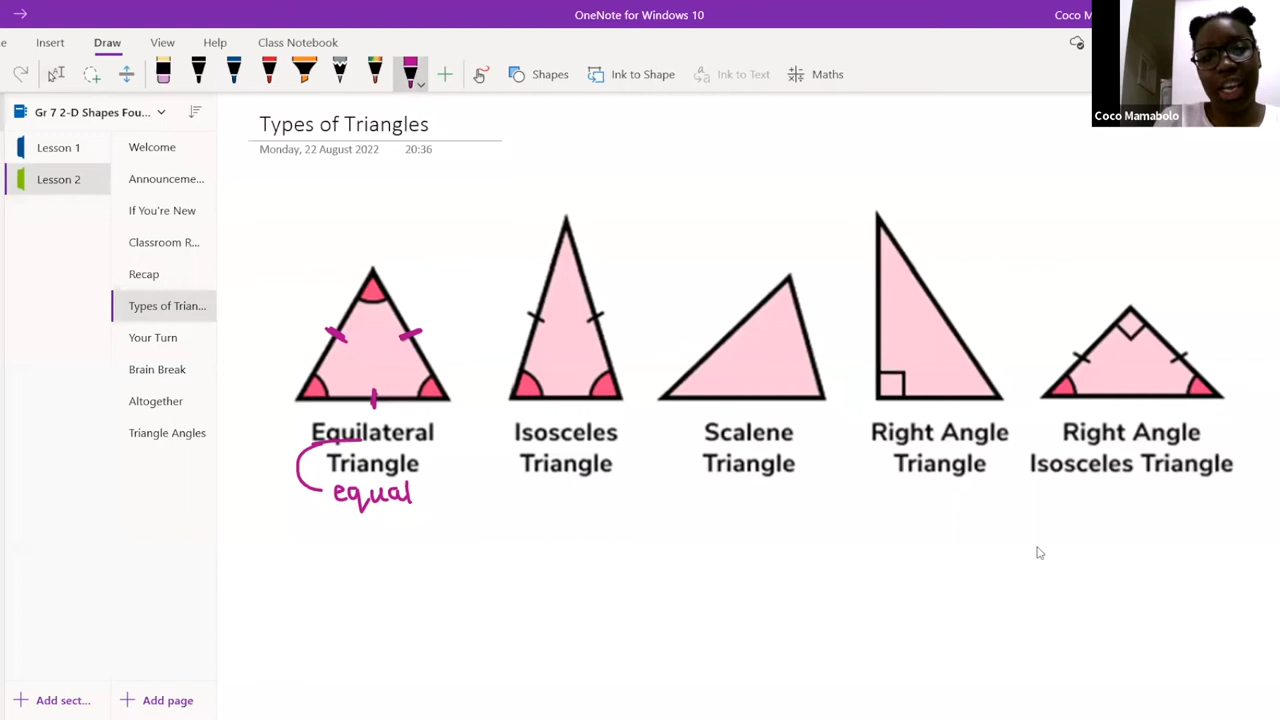 OneNote for Windows 10
Coco M
Insert
Draw
View
Help
Class Notebook
Shapes
Ink to Shape
Ink to Text
Maths
Gr 7 2-D Shapes Fou...
Lesson 1
Lesson 2
Welcome
Announceme...
If You're New
Classroom R...
Recap
Types of Trian...
Your Turn
Brain Break
Altogether
Triangle Angles
Add sect...
Add page
Coco Mamabolo
Types of Triangles
Monday, 22 August 2022 20:36
Equilateral
Triangle
equal
Isosceles
Triangle
Scalene
Triangle
Right Angle
Triangle
Right Angle
Isosceles Triangle